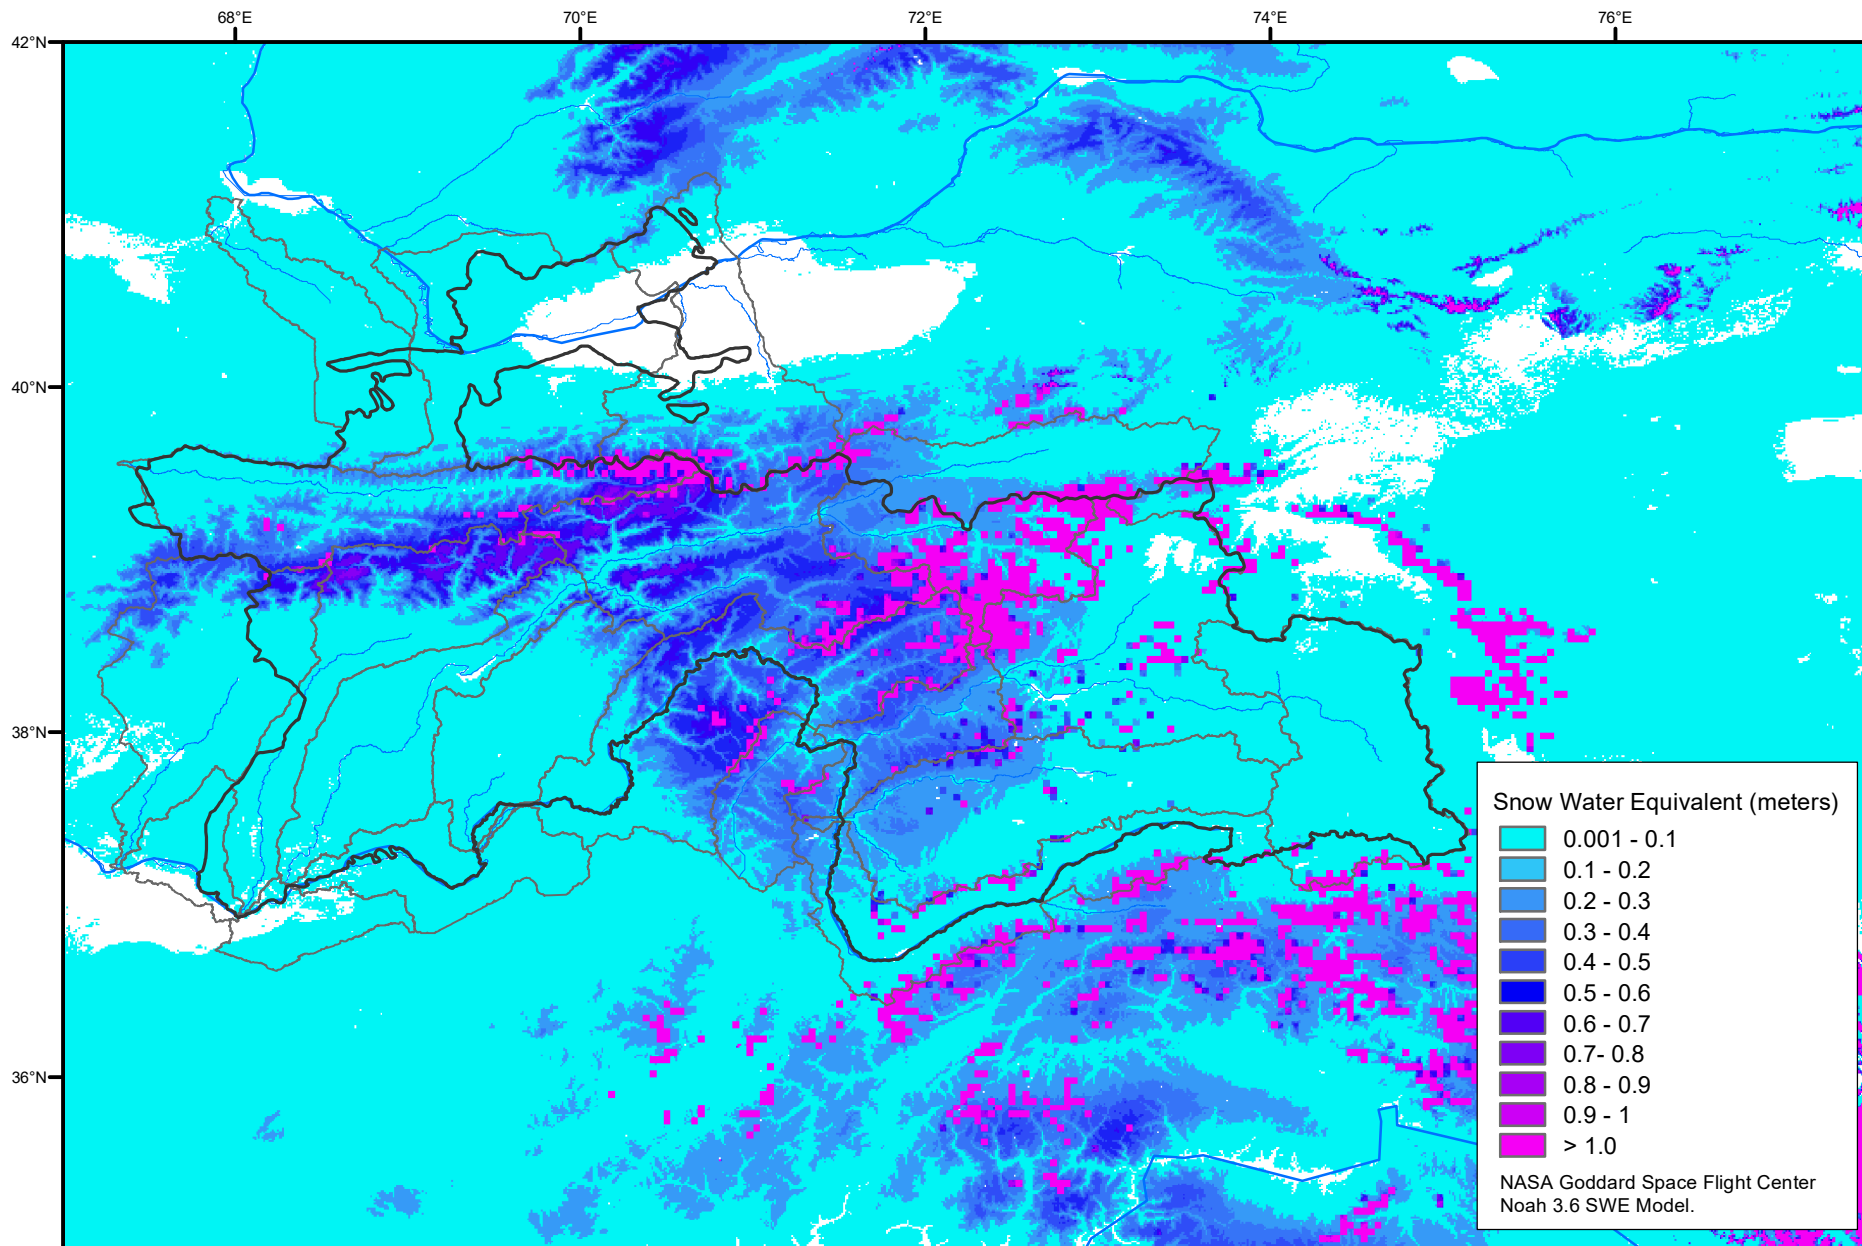 68°E
70°E
72°E
74°E
76°E
42°N
40°N
38°N
36°N
Snow Water Equivalent (meters)
0.001 - 0.1
0.1 - 0.2
0.2 - 0.3
0.3 - 0.4
0.4 - 0.5
0.5 - 0.6
0.6 - 0.7
0.7- 0.8
0.8 - 0.9
0.9 - 1
> 1.0
NASA Goddard Space Flight Center
Noah 3.6 SWE Model.